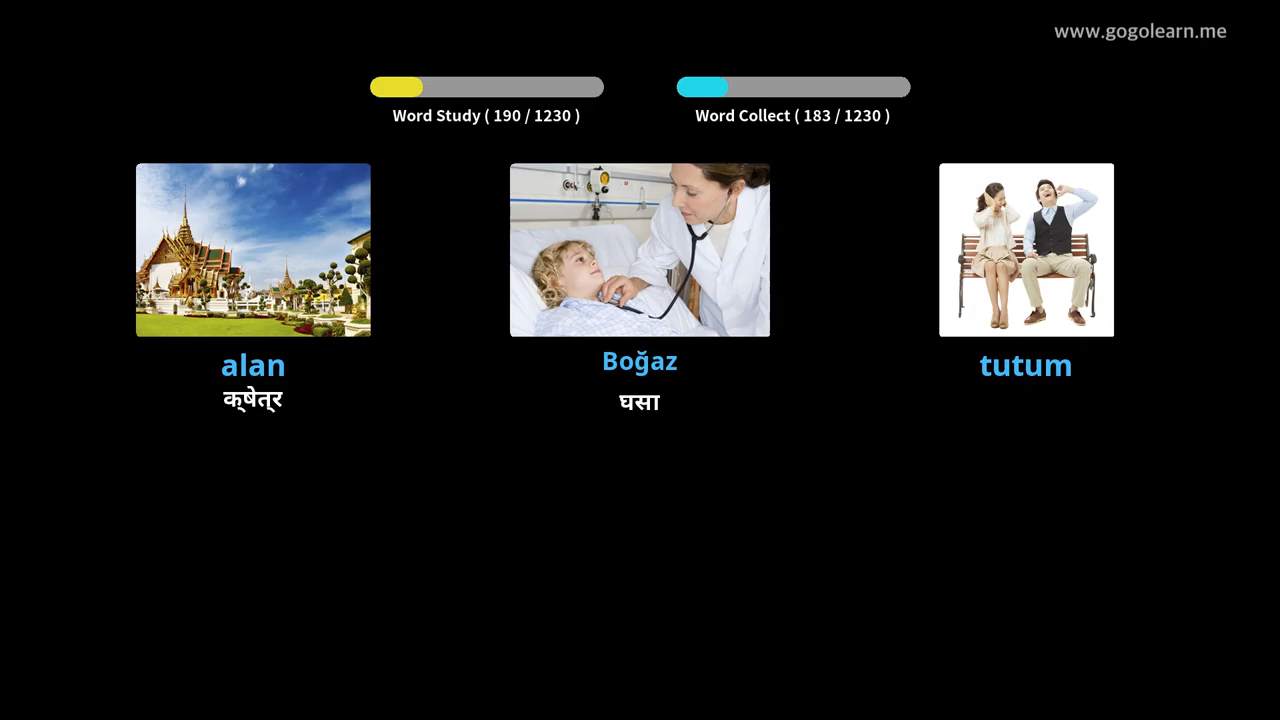 www.gogolearn.me
Word Study ( 190 / 1230 )
Word Collect ( 183 / 1230 )
alan
Boğaz
tutum
क्षेत्र
घसा